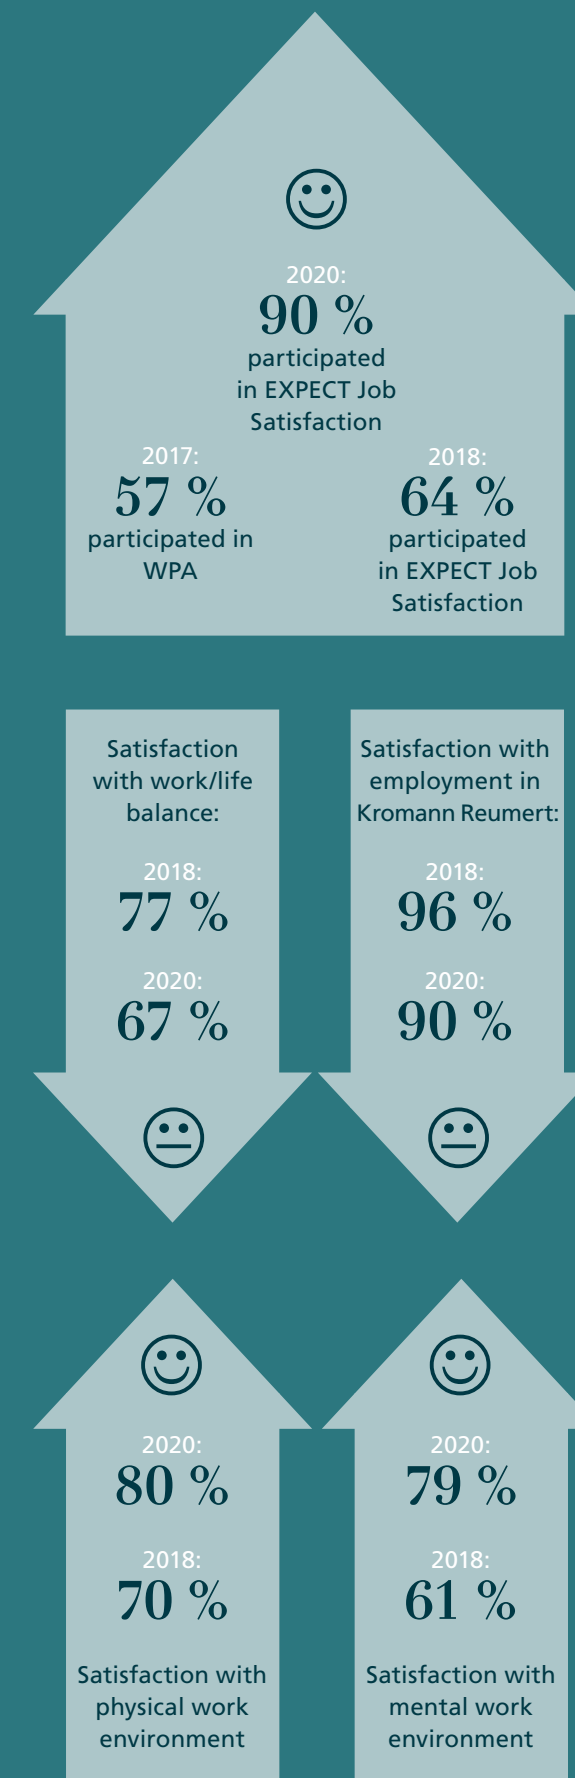 2020:
90 %
participated
in EXPECT Job
Satisfaction
2017:
57 %
participated in
WPA
2018:
64 %
participated
in EXPECT Job
Satisfaction
Satisfaction
with work/life
balance:
2018:
77 %
2020:
67 %
Satisfaction with
employment in
Kromann Reumert:
2018:
96 %
2020:
90 %
2020:
80 %
2018:
70 %
Satisfaction with
physical work
environment
2020:
79 %
2018:
61 %
Satisfaction with
mental work
environment